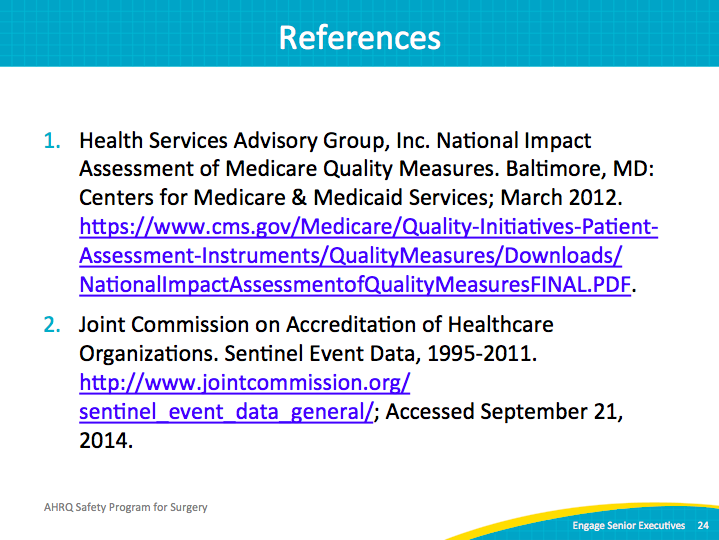 References
1. Health Services Advisory Group, Inc. National Impact
Assessment of Medicare Quality Measures. Baltimore, MD:
Centers for Medicare & Medicaid Services; March 2012.
https://www.cms.gov/Medicare/Quality-Initiatives-Patient-
Assessment-Instruments/QualityMeasures/Downloads/
NationalImpactAssessmentofQualityMeasuresFINAL.PDF.
2. Joint Commission on Accreditation of Healthcare
Organizations. Sentinel Event Data, 1995-2011.
http://www.jointcommission.org/
sentinel_event_data_general/; Accessed September 21,
2014.
AHRQ Safety Program for Surgery
Engage Senior Executives 24